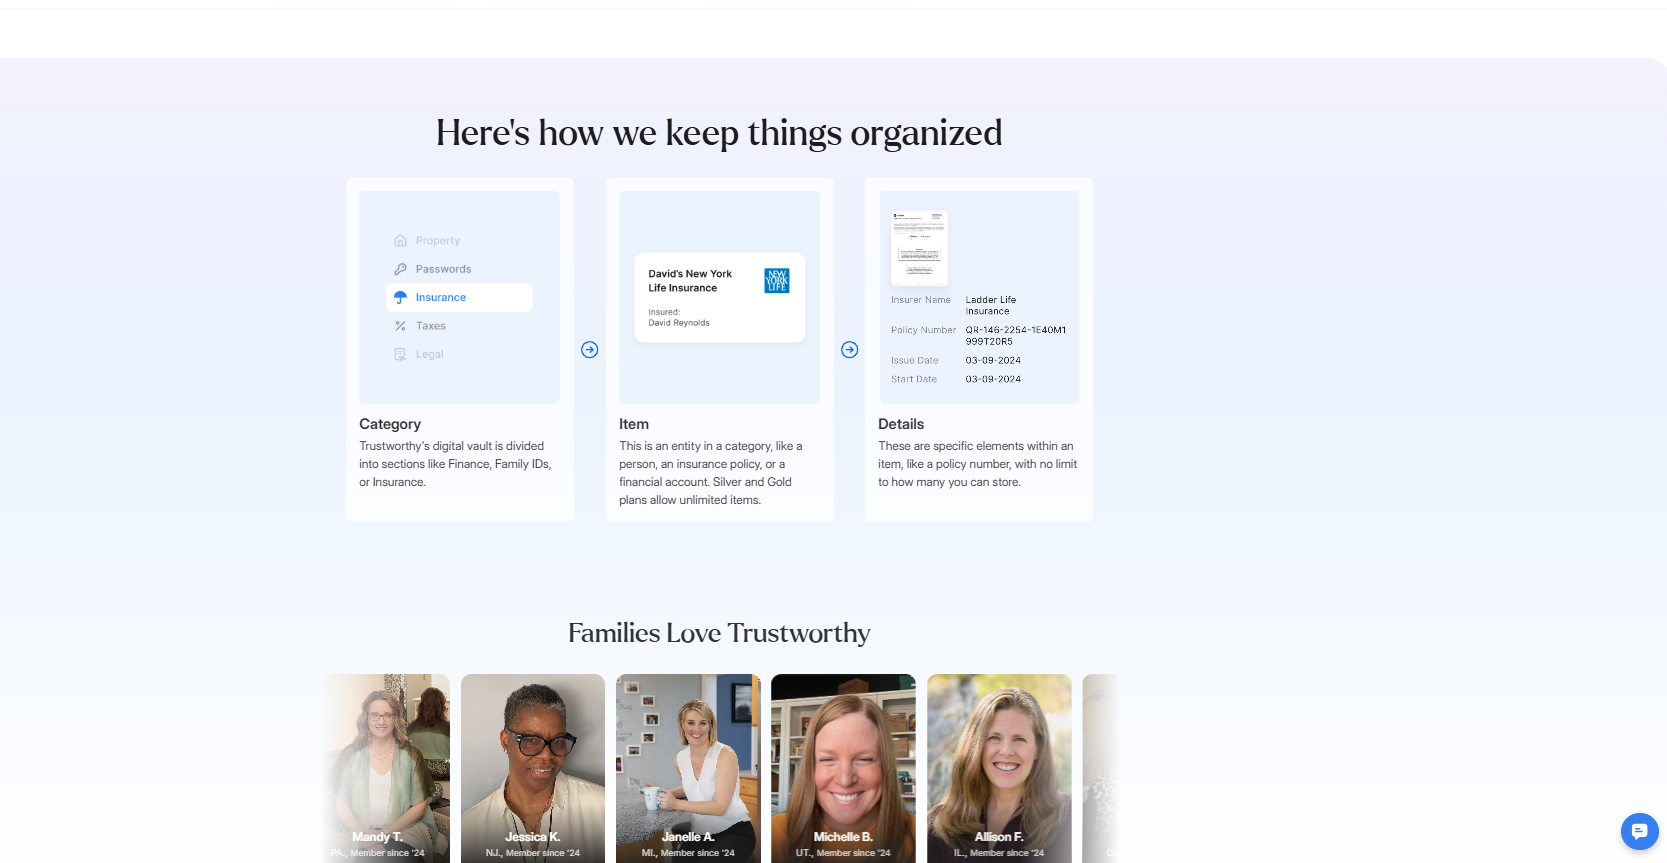 Here's how we keep things organized
Property
Passwords
Insurance
Taxes
Legal
Category
Trustworthy's digital vault is divided
into sections like Finance, Family IDs,
or Insurance.
David's New York
Life Insurance
NEW
YORK
LIFE
Insured:
David Reynolds
Item
This is an entity in a category, like a
person, an insurance policy, or a
financial account. Silver and Gold
plans allow unlimited items.
Insurer Name Ladder Life
Insurance
Policy Number QR-146-2254-1E40M1
999T20R5
Issue Date 03-09-2024
Start Date 03-09-2024
Details
These are specific elements within an
item, like a policy number, with no limit
to how many you can store.
Families Love Trustworthy
Mandy T.
PA., Member since '24
Jessica K.
NJ., Member since '24
Janelle A.
MI., Member since '24
Michelle B.
UT., Member since '24
Allison F.
IL., Member since '24